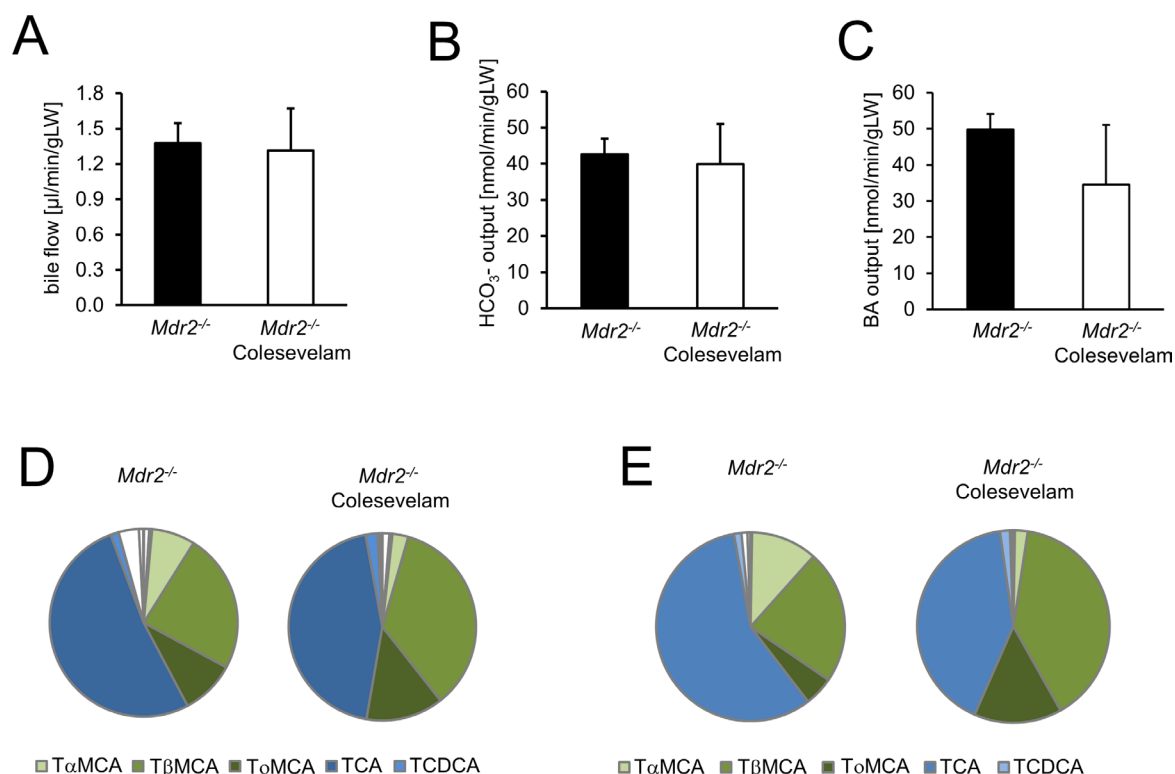 A
B
C
bile flow [µl/min/gLW]
1.8
1.5
1.2
0.9
0.6
0.3
0.0
Mdr2-/-
Mdr2-/-
Colesevelam
HCO3- output [nmol/min/gLW]
60
50
40
30
20
10
0
Mdr2-/-
Mdr2-/-
Colesevelam
BA output [nmol/min/gLW]
60
50
40
30
20
10
0
Mdr2-/-
Mdr2-/-
Colesevelam
D
Mdr2-/-
Mdr2-/-
Colesevelam
TαMCA TβMCA ToMCA TCA TCDCA
E
Mdr2-/-
Mdr2-/-
Colesevelam
TαMCA TβMCA ToMCA TCA TCDCA